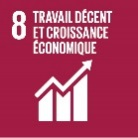 8 TRAVAIL DÉCENT
ET CROISSANCE
ÉCONOMIQUE